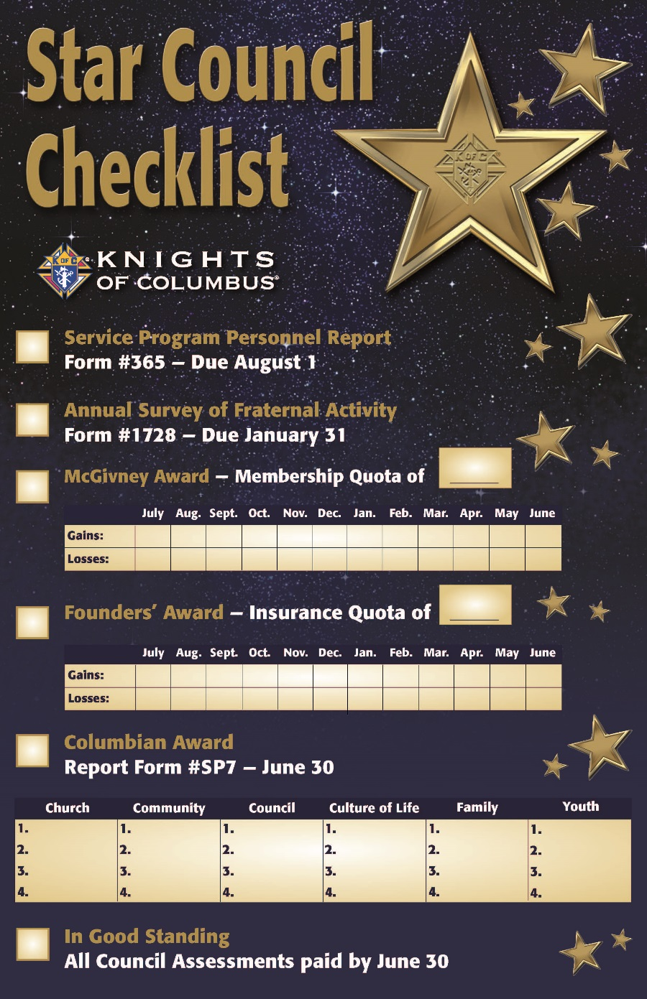 Star Council
Checklist
K OF C ®
K OF C ®
KNIGHTS
OF COLUMBUS®
Service Program Personnel Report
Form #365 – Due August 1
Annual Survey of Fraternal Activity
Form #1728 – Due January 31
McGivney Award – Membership Quota of ______
July Aug. Sept. Oct. Nov. Dec. Jan. Feb. Mar. Apr. May June
Gains:
Losses:
Founders’ Award – Insurance Quota of ______
July Aug. Sept. Oct. Nov. Dec. Jan. Feb. Mar. Apr. May June
Gains:
Losses:
Columbian Award
Report Form #SP7 – June 30
Church Community Council Culture of Life Family Youth
1. 1. 1. 1. 1. 1.
2. 2. 2. 2. 2. 2.
3. 3. 3. 3. 3. 3.
4. 4. 4. 4. 4. 4.
In Good Standing
All Council Assessments paid by June 30